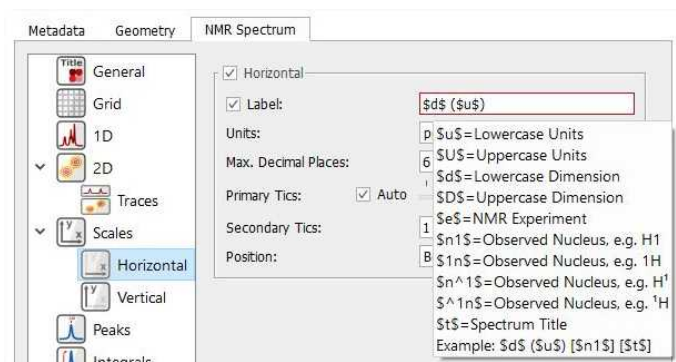 Metadata Geometry NMR Spectrum
Title
General
Grid
1D
2D
Traces
Scales
Horizontal
Vertical
Peaks
Integrals
Horizontal
Label: $d$ ($u$)
Units: p
Max. Decimal Places: 6
Primary Tics: Auto
Secondary Tics: 1
Position: B
$u$=Lowercase Units
$U$=Uppercase Units
$d$=Lowercase Dimension
$D$=Uppercase Dimension
$e$=NMR Experiment
$n1$=Observed Nucleus, e.g. H1
$1n$=Observed Nucleus, e.g. 1H
$n^1$=Observed Nucleus, e.g. H¹
$^1n$=Observed Nucleus, e.g. ¹H
$t$=Spectrum Title
Example: $d$ ($u$) [$n1$] [$t$]